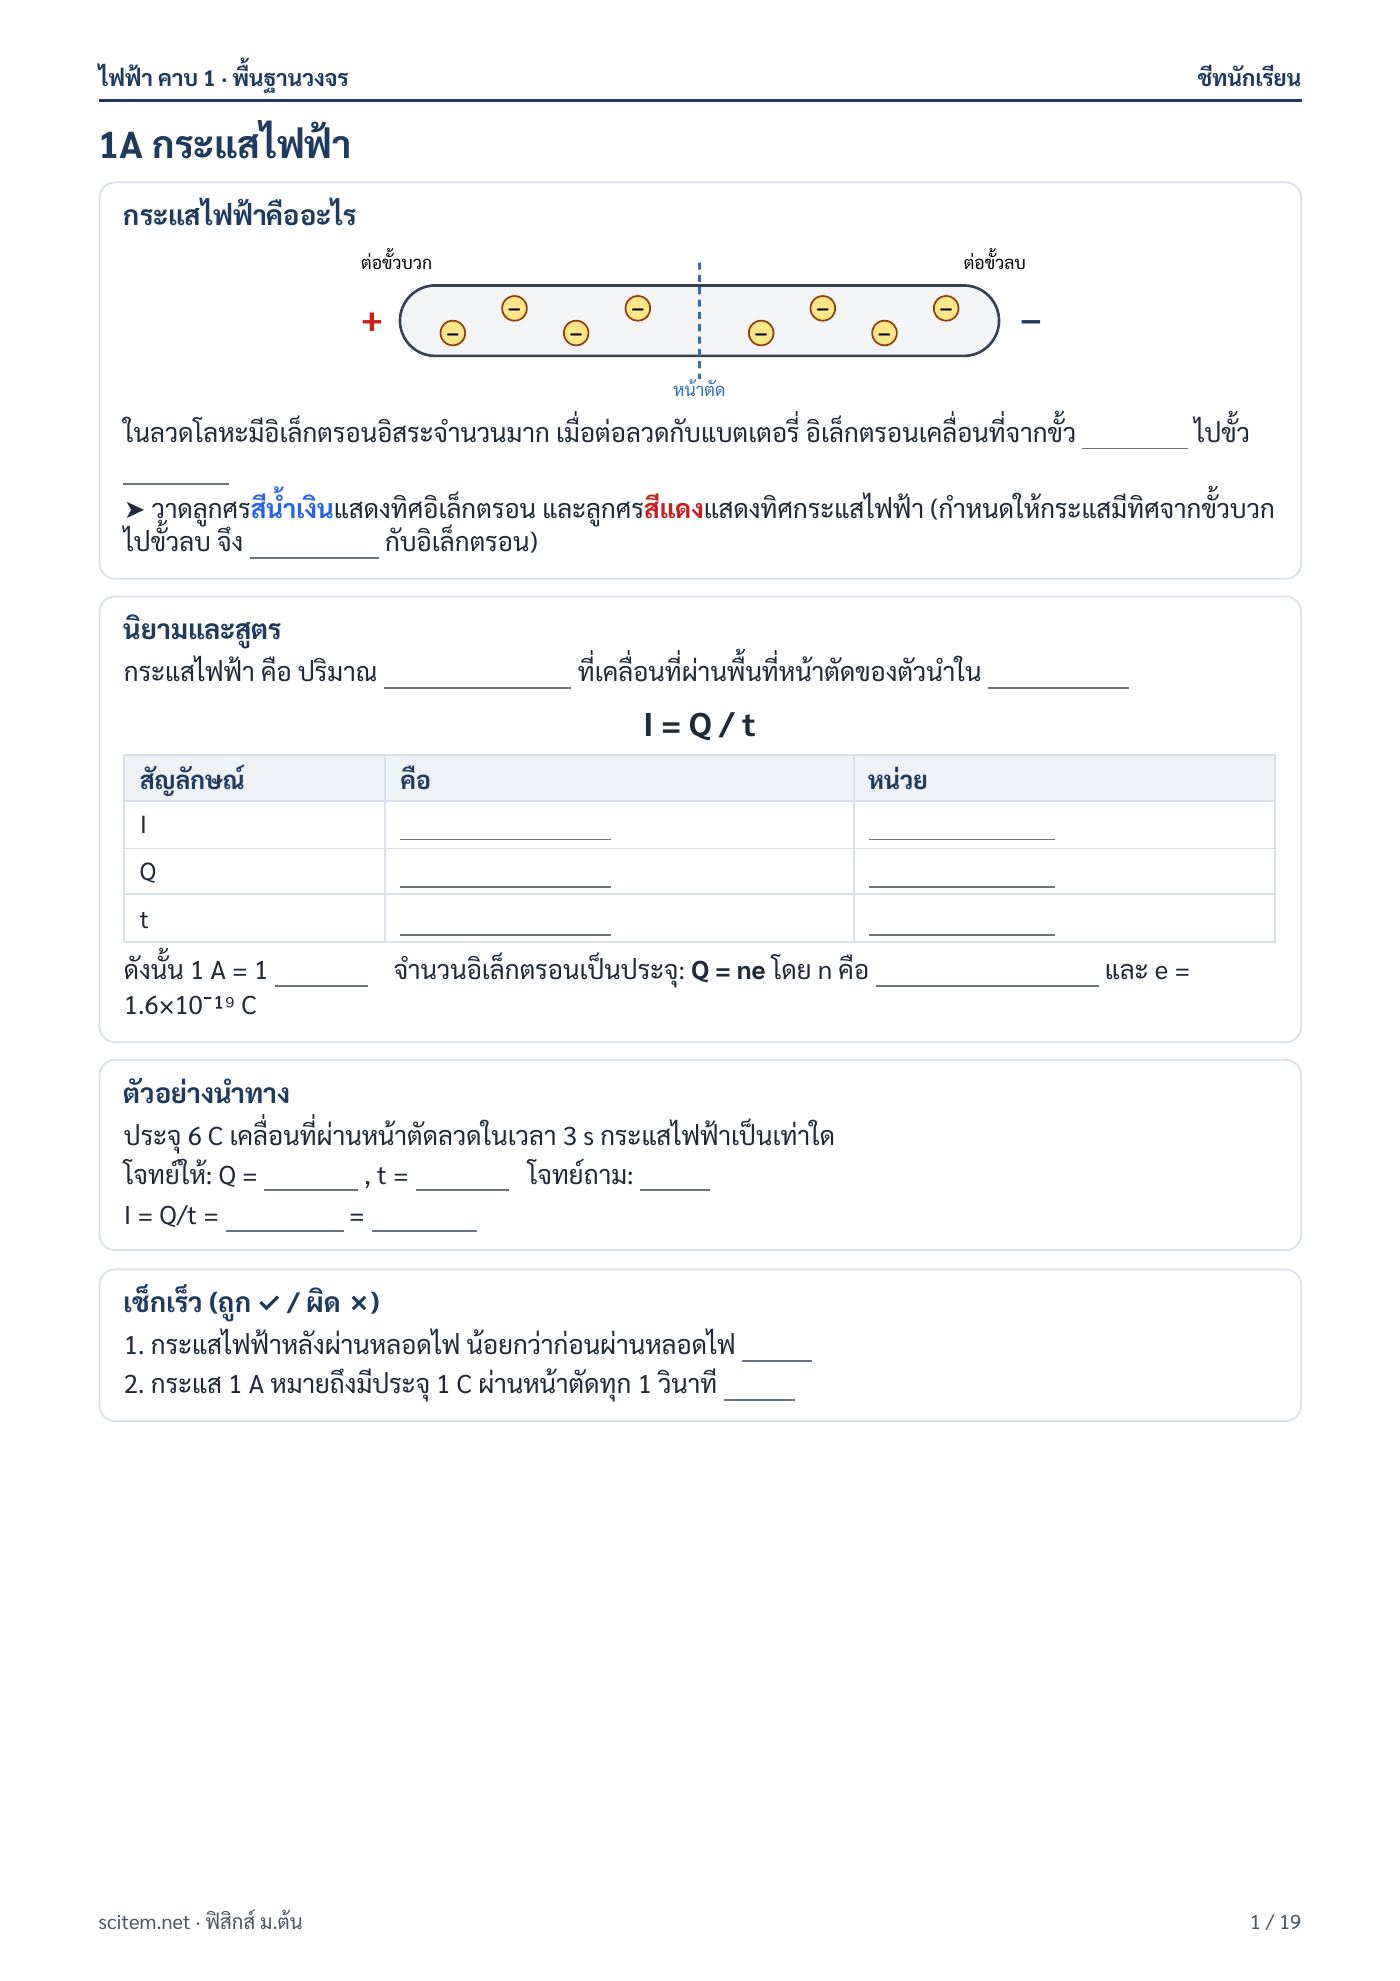 ไฟฟ้า คาบ 1 · พื้นฐานวงจร
ชีทนักเรียน
1A กระแสไฟฟ้า
กระแสไฟฟ้าคืออะไร
ต่อขั้วบวก
ต่อขั้วลบ
+ − − − − − − − − −
หน้าตัด
ในลวดโลหะมีอิเล็กตรอนอิสระจำนวนมาก เมื่อต่อลวดกับแบตเตอรี่ อิเล็กตรอนเคลื่อนที่จากขั้ว ________ ไปขั้ว
________
➤ วาดลูกศรสีน้ำเงินแสดงทิศอิเล็กตรอน และลูกศรสีแดงแสดงทิศกระแสไฟฟ้า (กำหนดให้กระแสมีทิศจากขั้วบวก
ไปขั้วลบ จึง ________ กับอิเล็กตรอน)
นิยามและสูตร
กระแสไฟฟ้า คือ ปริมาณ ________ ที่เคลื่อนที่ผ่านพื้นที่หน้าตัดของตัวนำใน ________
I = Q / t
สัญลักษณ์ คือ หน่วย
I ________ ________
Q ________ ________
t ________ ________
ดังนั้น 1 A = 1 ________ จำนวนอิเล็กตรอนเป็นประจุ: Q = ne โดย n คือ ________ และ e =
1.6×10⁻¹⁹ C
ตัวอย่างนำทาง
ประจุ 6 C เคลื่อนที่ผ่านหน้าตัดลวดในเวลา 3 s กระแสไฟฟ้าเป็นเท่าใด
โจทย์ให้: Q = ________ , t = ________ โจทย์ถาม: ________
I = Q/t = ________ = ________
เช็กเร็ว (ถูก ✓ / ผิด ✗)
1. กระแสไฟฟ้าหลังผ่านหลอดไฟ น้อยกว่าก่อนผ่านหลอดไฟ ________
2. กระแส 1 A หมายถึงมีประจุ 1 C ผ่านหน้าตัดทุก 1 วินาที ________
scitem.net · ฟิสิกส์ ม.ต้น
1 / 19